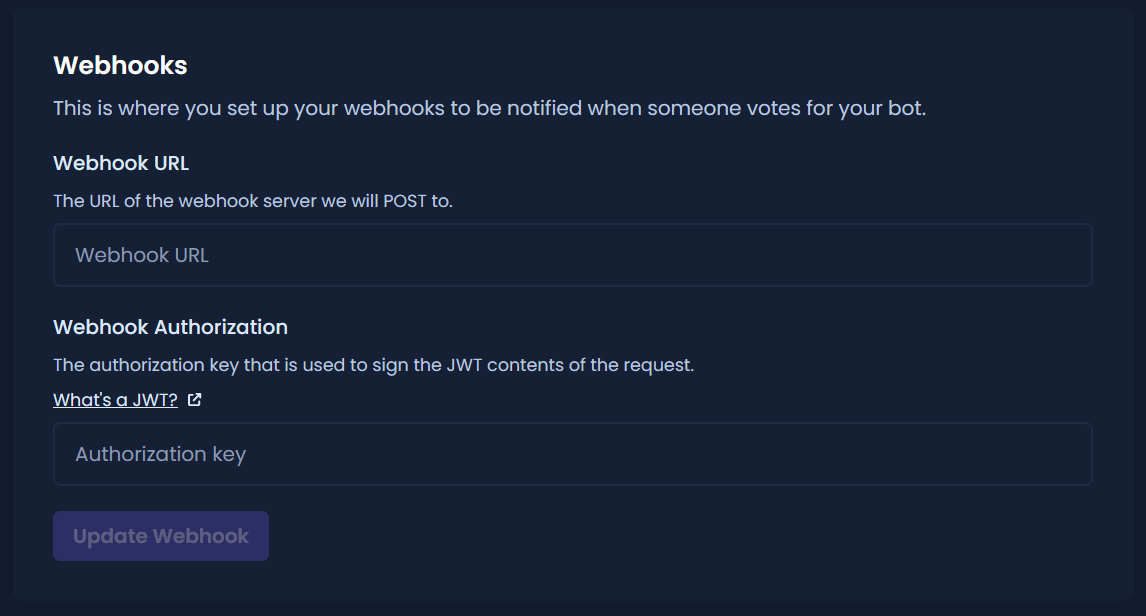 Webhooks
This is where you set up your webhooks to be notified when someone votes for your bot.
Webhook URL
The URL of the webhook server we will POST to.
Webhook URL
Webhook Authorization
The authorization key that is used to sign the JWT contents of the request.
What's a JWT?
Authorization key
Update Webhook